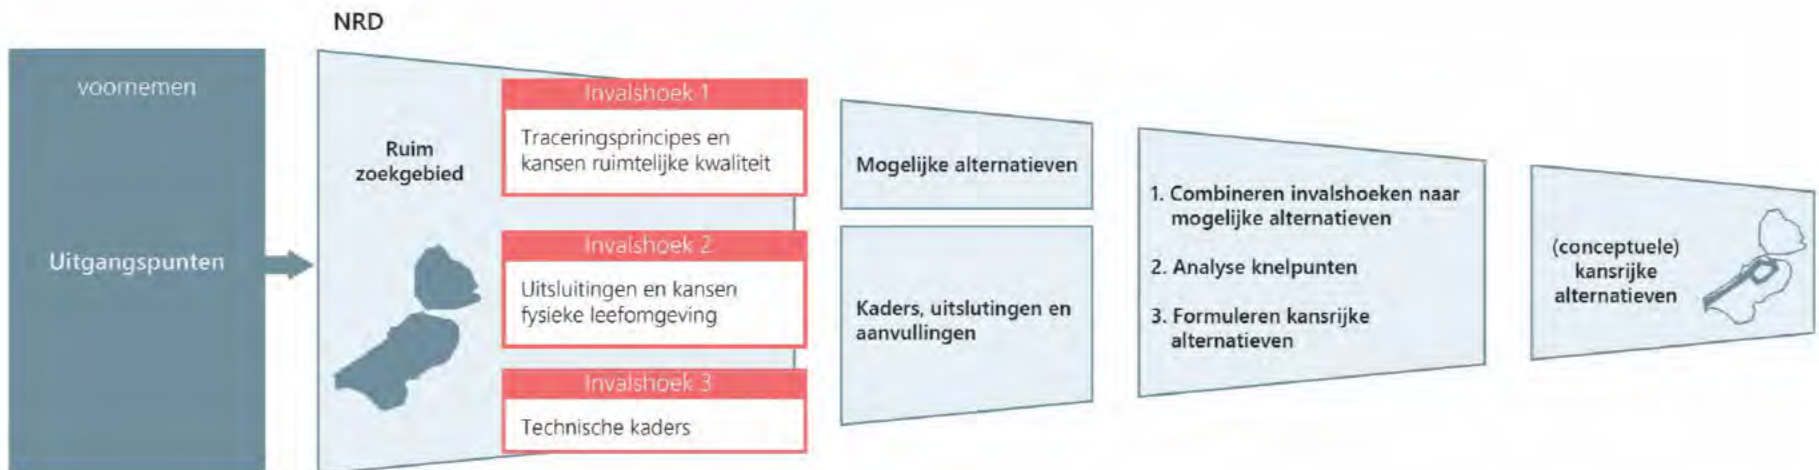 NRD
voornemen
Uitgangspunten
Ruim
zoekgebied
Invalshoek 1
Traceringsprincipes en
kansen ruimtelijke kwaliteit
Invalshoek 2
Uitsluitingen en kansen
fysieke leefomgeving
Invalshoek 3
Technische kaders
Mogelijke alternatieven
Kaders, uitslutingen en
aanvullingen
1. Combineren invalshoeken naar
mogelijke alternatieven
2. Analyse knelpunten
3. Formuleren kansrijke
alternatieven
(conceptuele)
kansrijke
alternatieven